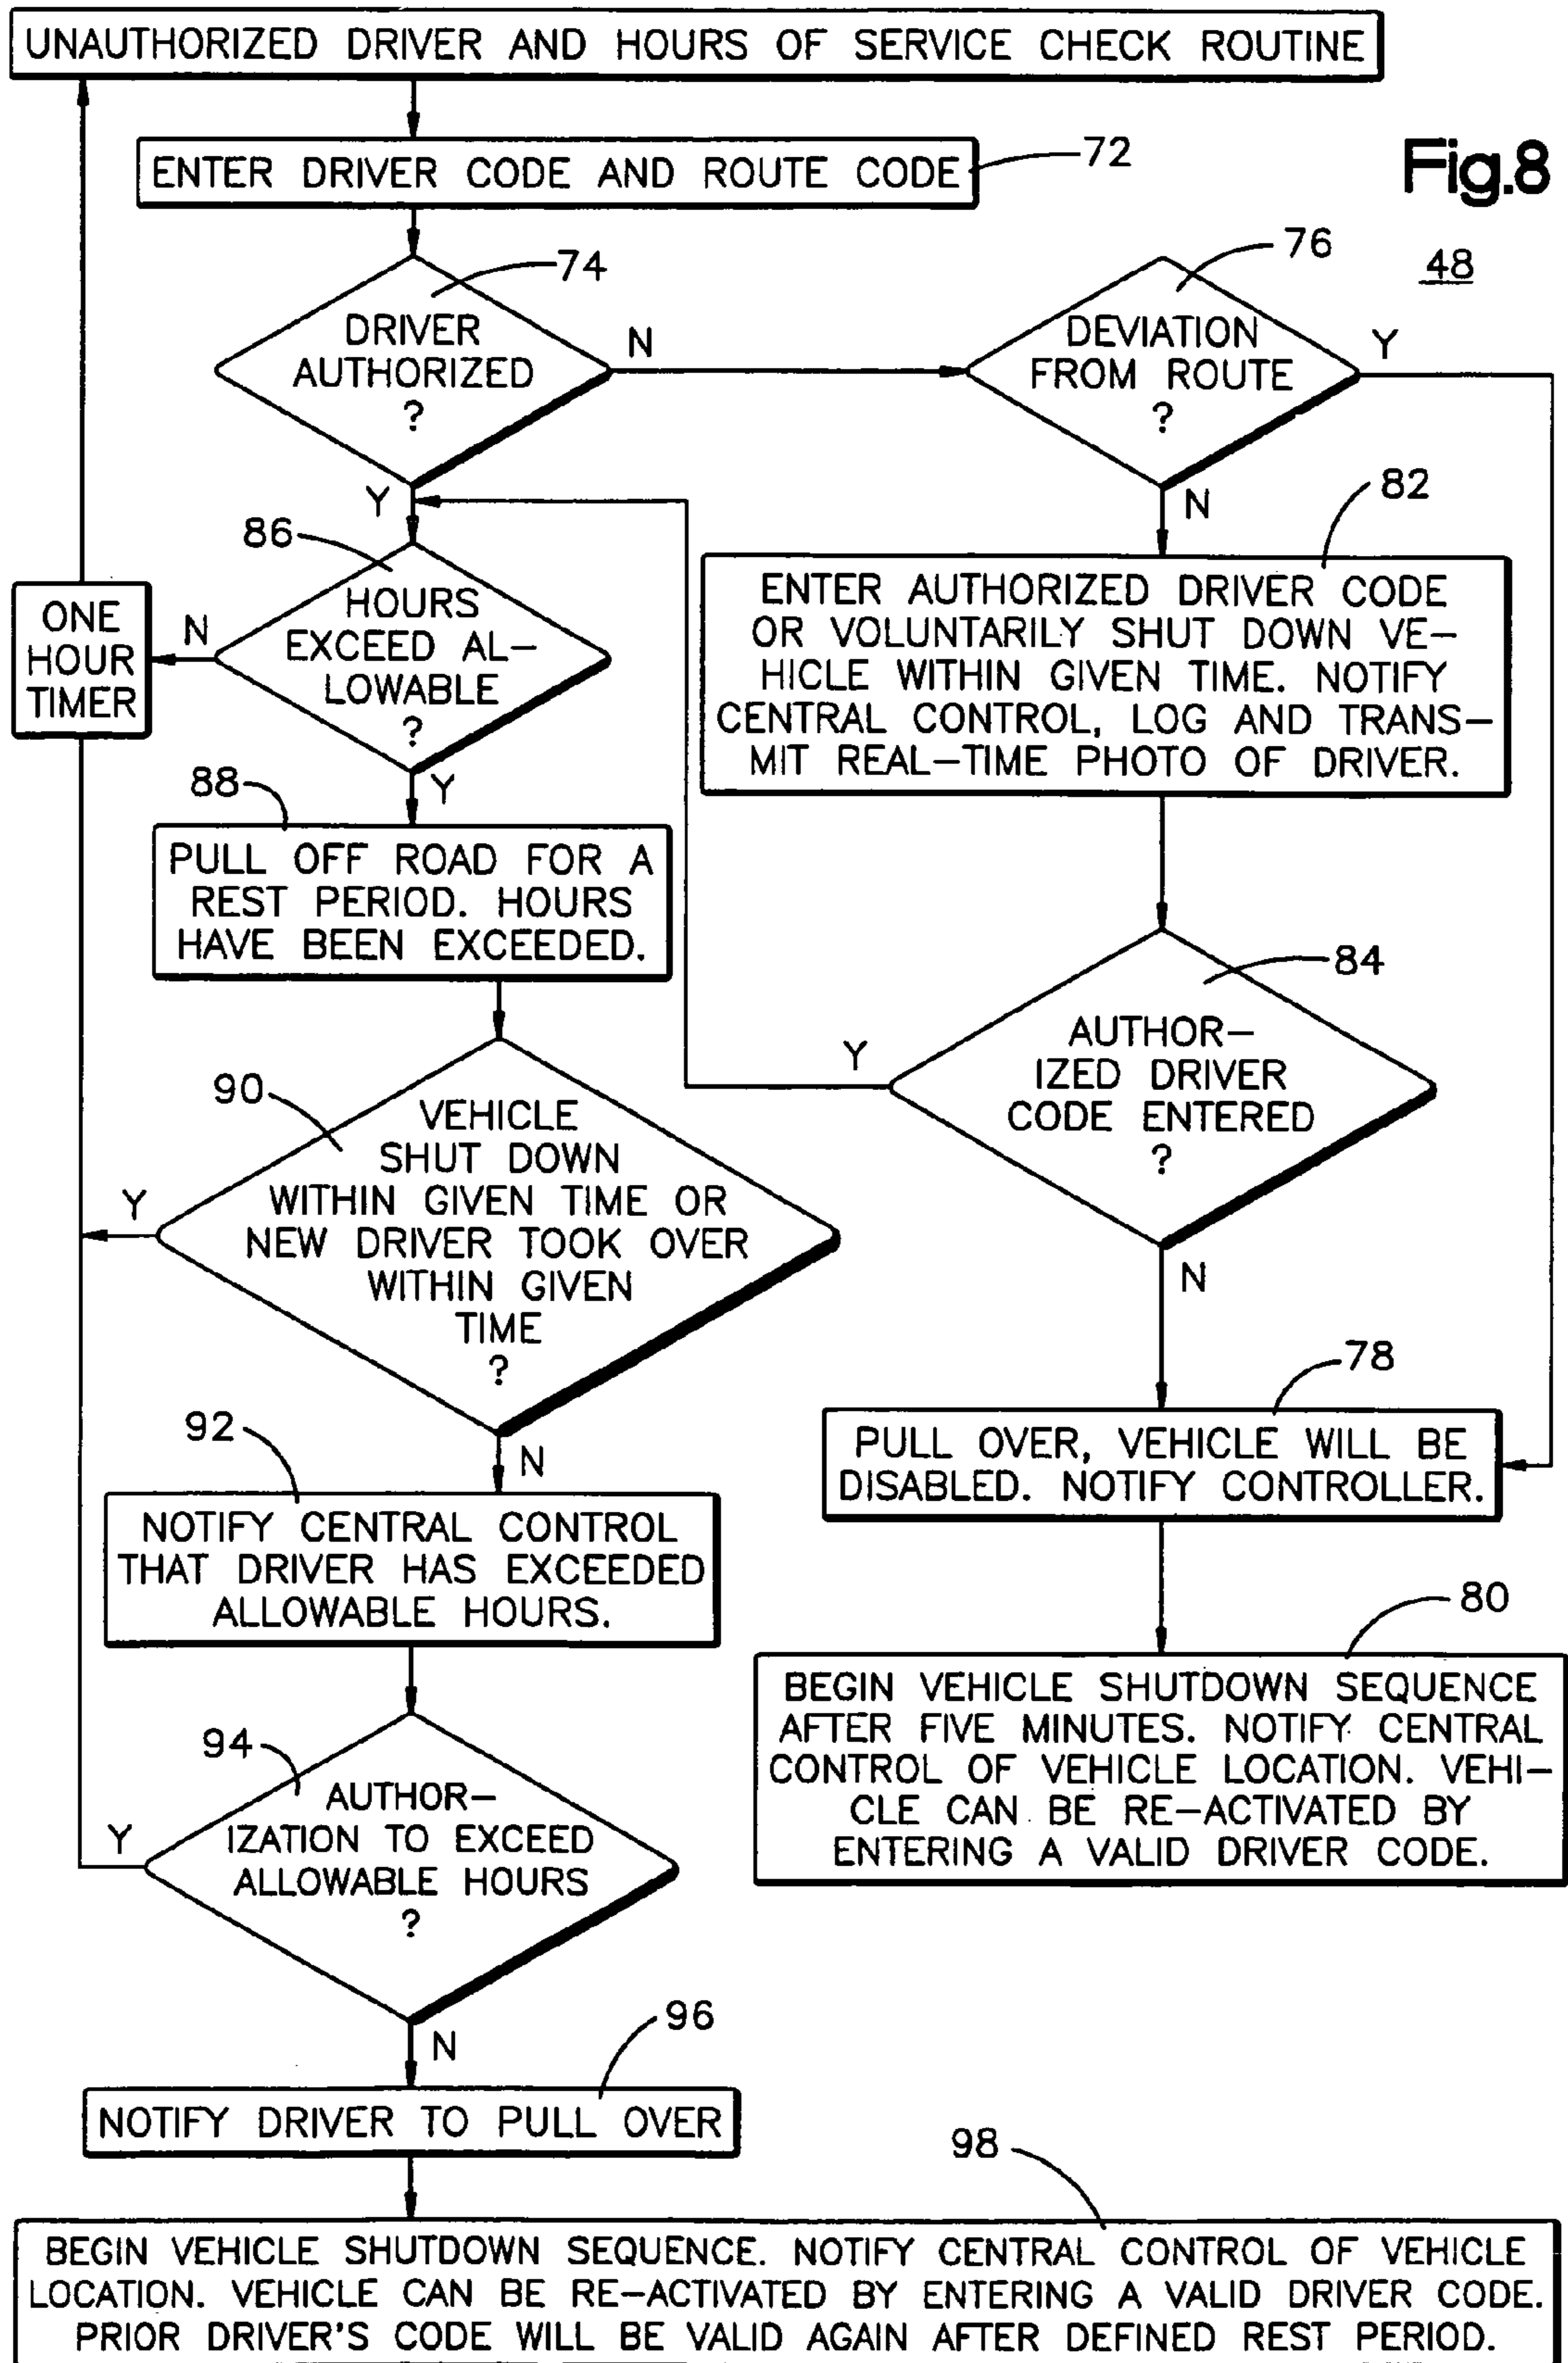 UNAUTHORIZED DRIVER AND HOURS OF SERVICE CHECK ROUTINE
ENTER DRIVER CODE AND ROUTE CODE
72
Fig.8
48
74
DRIVER
AUTHORIZED
?
N
Y
76
DEVIATION
FROM ROUTE
?
Y
N
82
ENTER AUTHORIZED DRIVER CODE
OR VOLUNTARILY SHUT DOWN VE-
HICLE WITHIN GIVEN TIME. NOTIFY
CENTRAL CONTROL, LOG AND TRANS-
MIT REAL-TIME PHOTO OF DRIVER.
86
HOURS
EXCEED AL-
LOWABLE
?
N
Y
ONE
HOUR
TIMER
88
PULL OFF ROAD FOR A
REST PERIOD. HOURS
HAVE BEEN EXCEEDED.
84
AUTHOR-
IZED DRIVER
CODE ENTERED
?
Y
N
90
VEHICLE
SHUT DOWN
WITHIN GIVEN TIME OR
NEW DRIVER TOOK OVER
WITHIN GIVEN
TIME
?
Y
N
78
PULL OVER, VEHICLE WILL BE
DISABLED. NOTIFY CONTROLLER.
92
NOTIFY CENTRAL CONTROL
THAT DRIVER HAS EXCEEDED
ALLOWABLE HOURS.
80
BEGIN VEHICLE SHUTDOWN SEQUENCE
AFTER FIVE MINUTES. NOTIFY CENTRAL
CONTROL OF VEHICLE LOCATION. VEHI-
CLE CAN BE RE-ACTIVATED BY
ENTERING A VALID DRIVER CODE.
94
AUTHOR-
IZATION TO EXCEED
ALLOWABLE HOURS
?
Y
N
96
NOTIFY DRIVER TO PULL OVER
98
BEGIN VEHICLE SHUTDOWN SEQUENCE. NOTIFY CENTRAL CONTROL OF VEHICLE
LOCATION. VEHICLE CAN BE RE-ACTIVATED BY ENTERING A VALID DRIVER CODE.
PRIOR DRIVER'S CODE WILL BE VALID AGAIN AFTER DEFINED REST PERIOD.